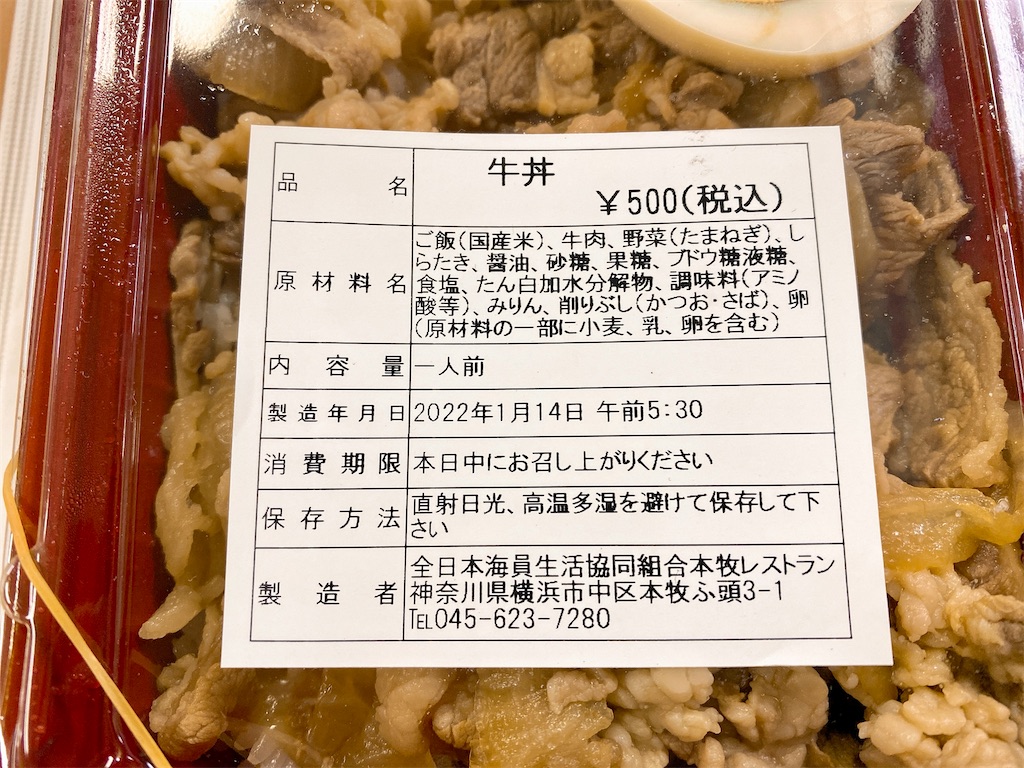 品名
牛丼
￥500(税込)
原材料名
ご飯(国産米)、牛肉、野菜(たまねぎ)、し
らたき、醤油、砂糖、果糖、ブドウ糖液糖、
食塩、たん白加水分解物、調味料(アミノ
酸等)、みりん、削りぶし(かつお・さば)、卵
(原材料の一部に小麦、乳、卵を含む)
内容量
一人前
製造年月日
2022年1月14日 午前5:30
消費期限
本日中にお召し上がりください
保存方法
直射日光、高温多湿を避けて保存して下
さい
製造者
全日本海員生活協同組合本牧レストラン
神奈川県横浜市中区本牧ふ頭3-1
TEL045-623-7280